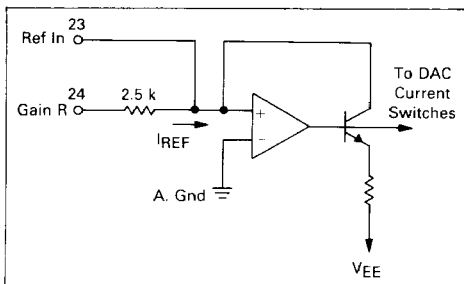 23
Ref In
24
2.5 k
Gain R
IREF
+
−
A. Gnd
To DAC
Current
Switches
VEE